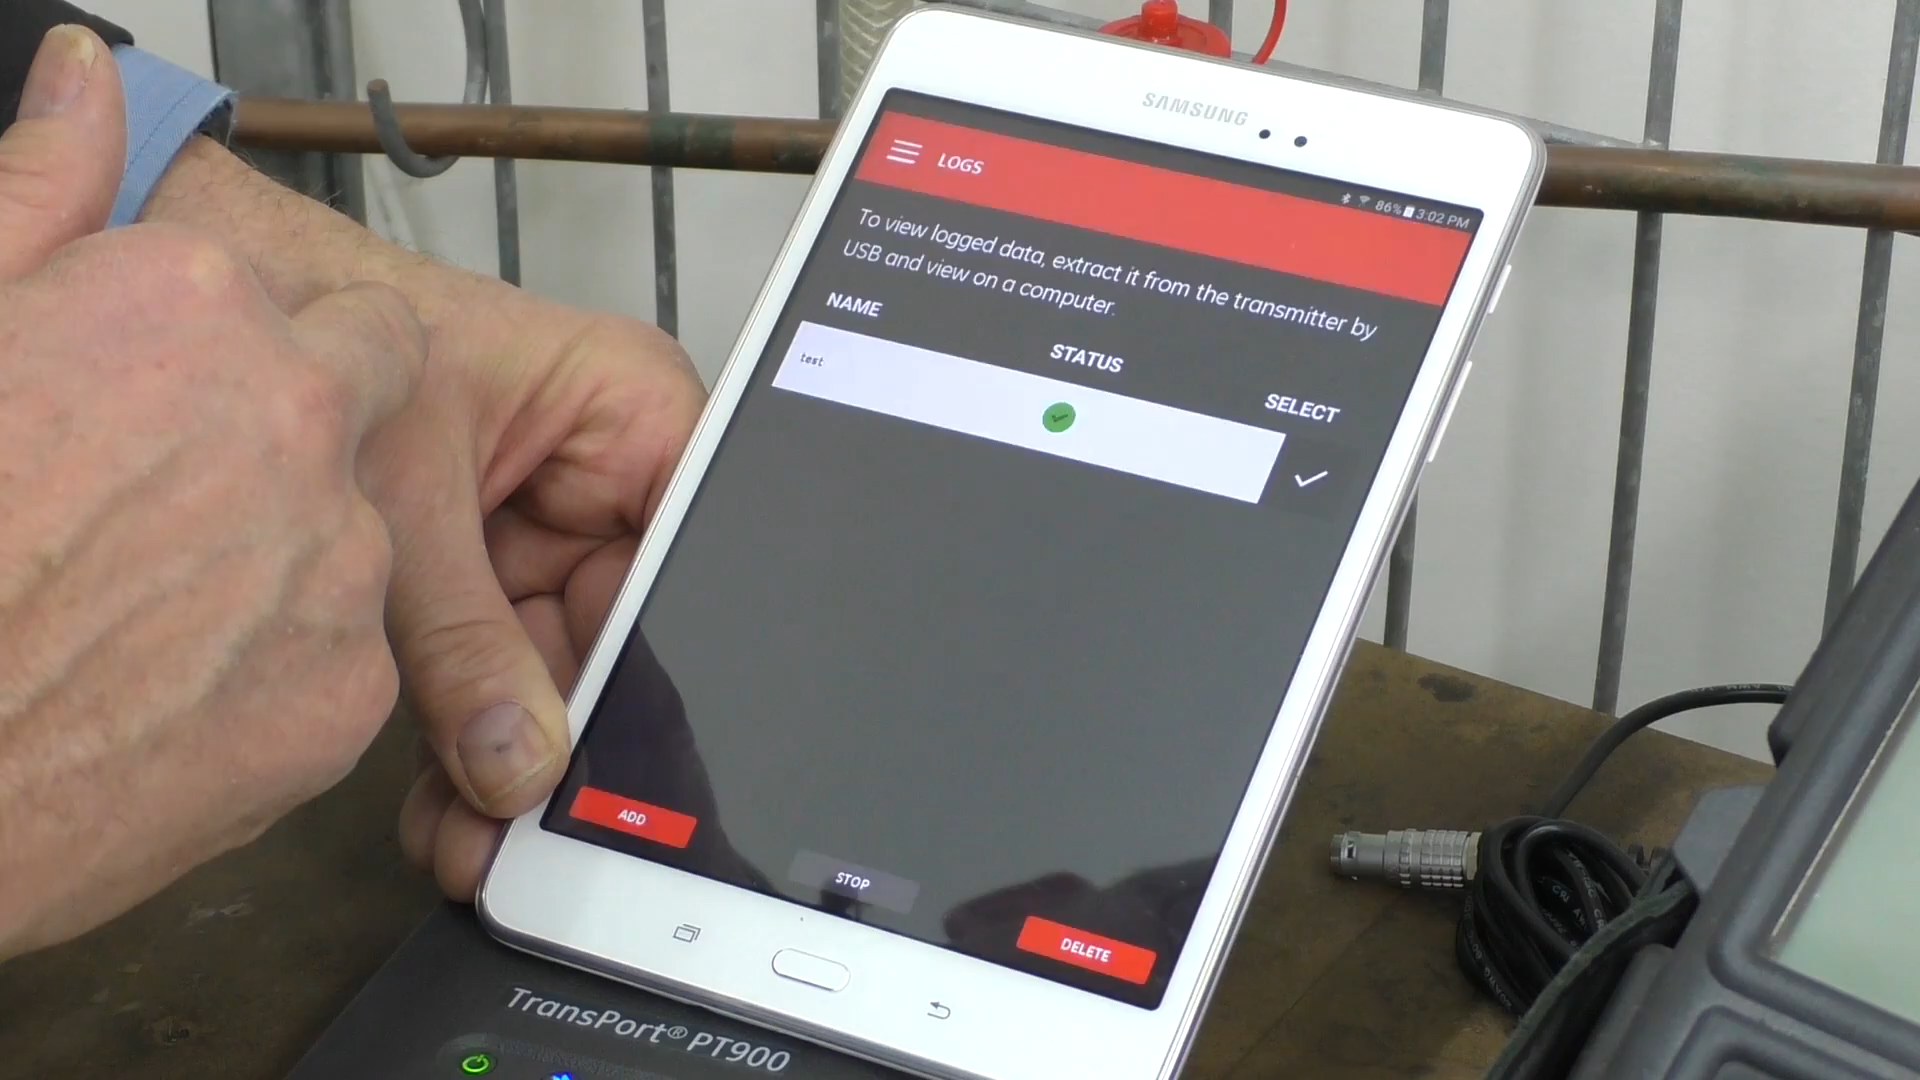 SAMSUNG
86% 3:02 PM
LOGS
To view logged data, extract it from the transmitter by
USB and view on a computer.
NAME
STATUS
SELECT
test
ADD
STOP
DELETE
TransPort® PT900